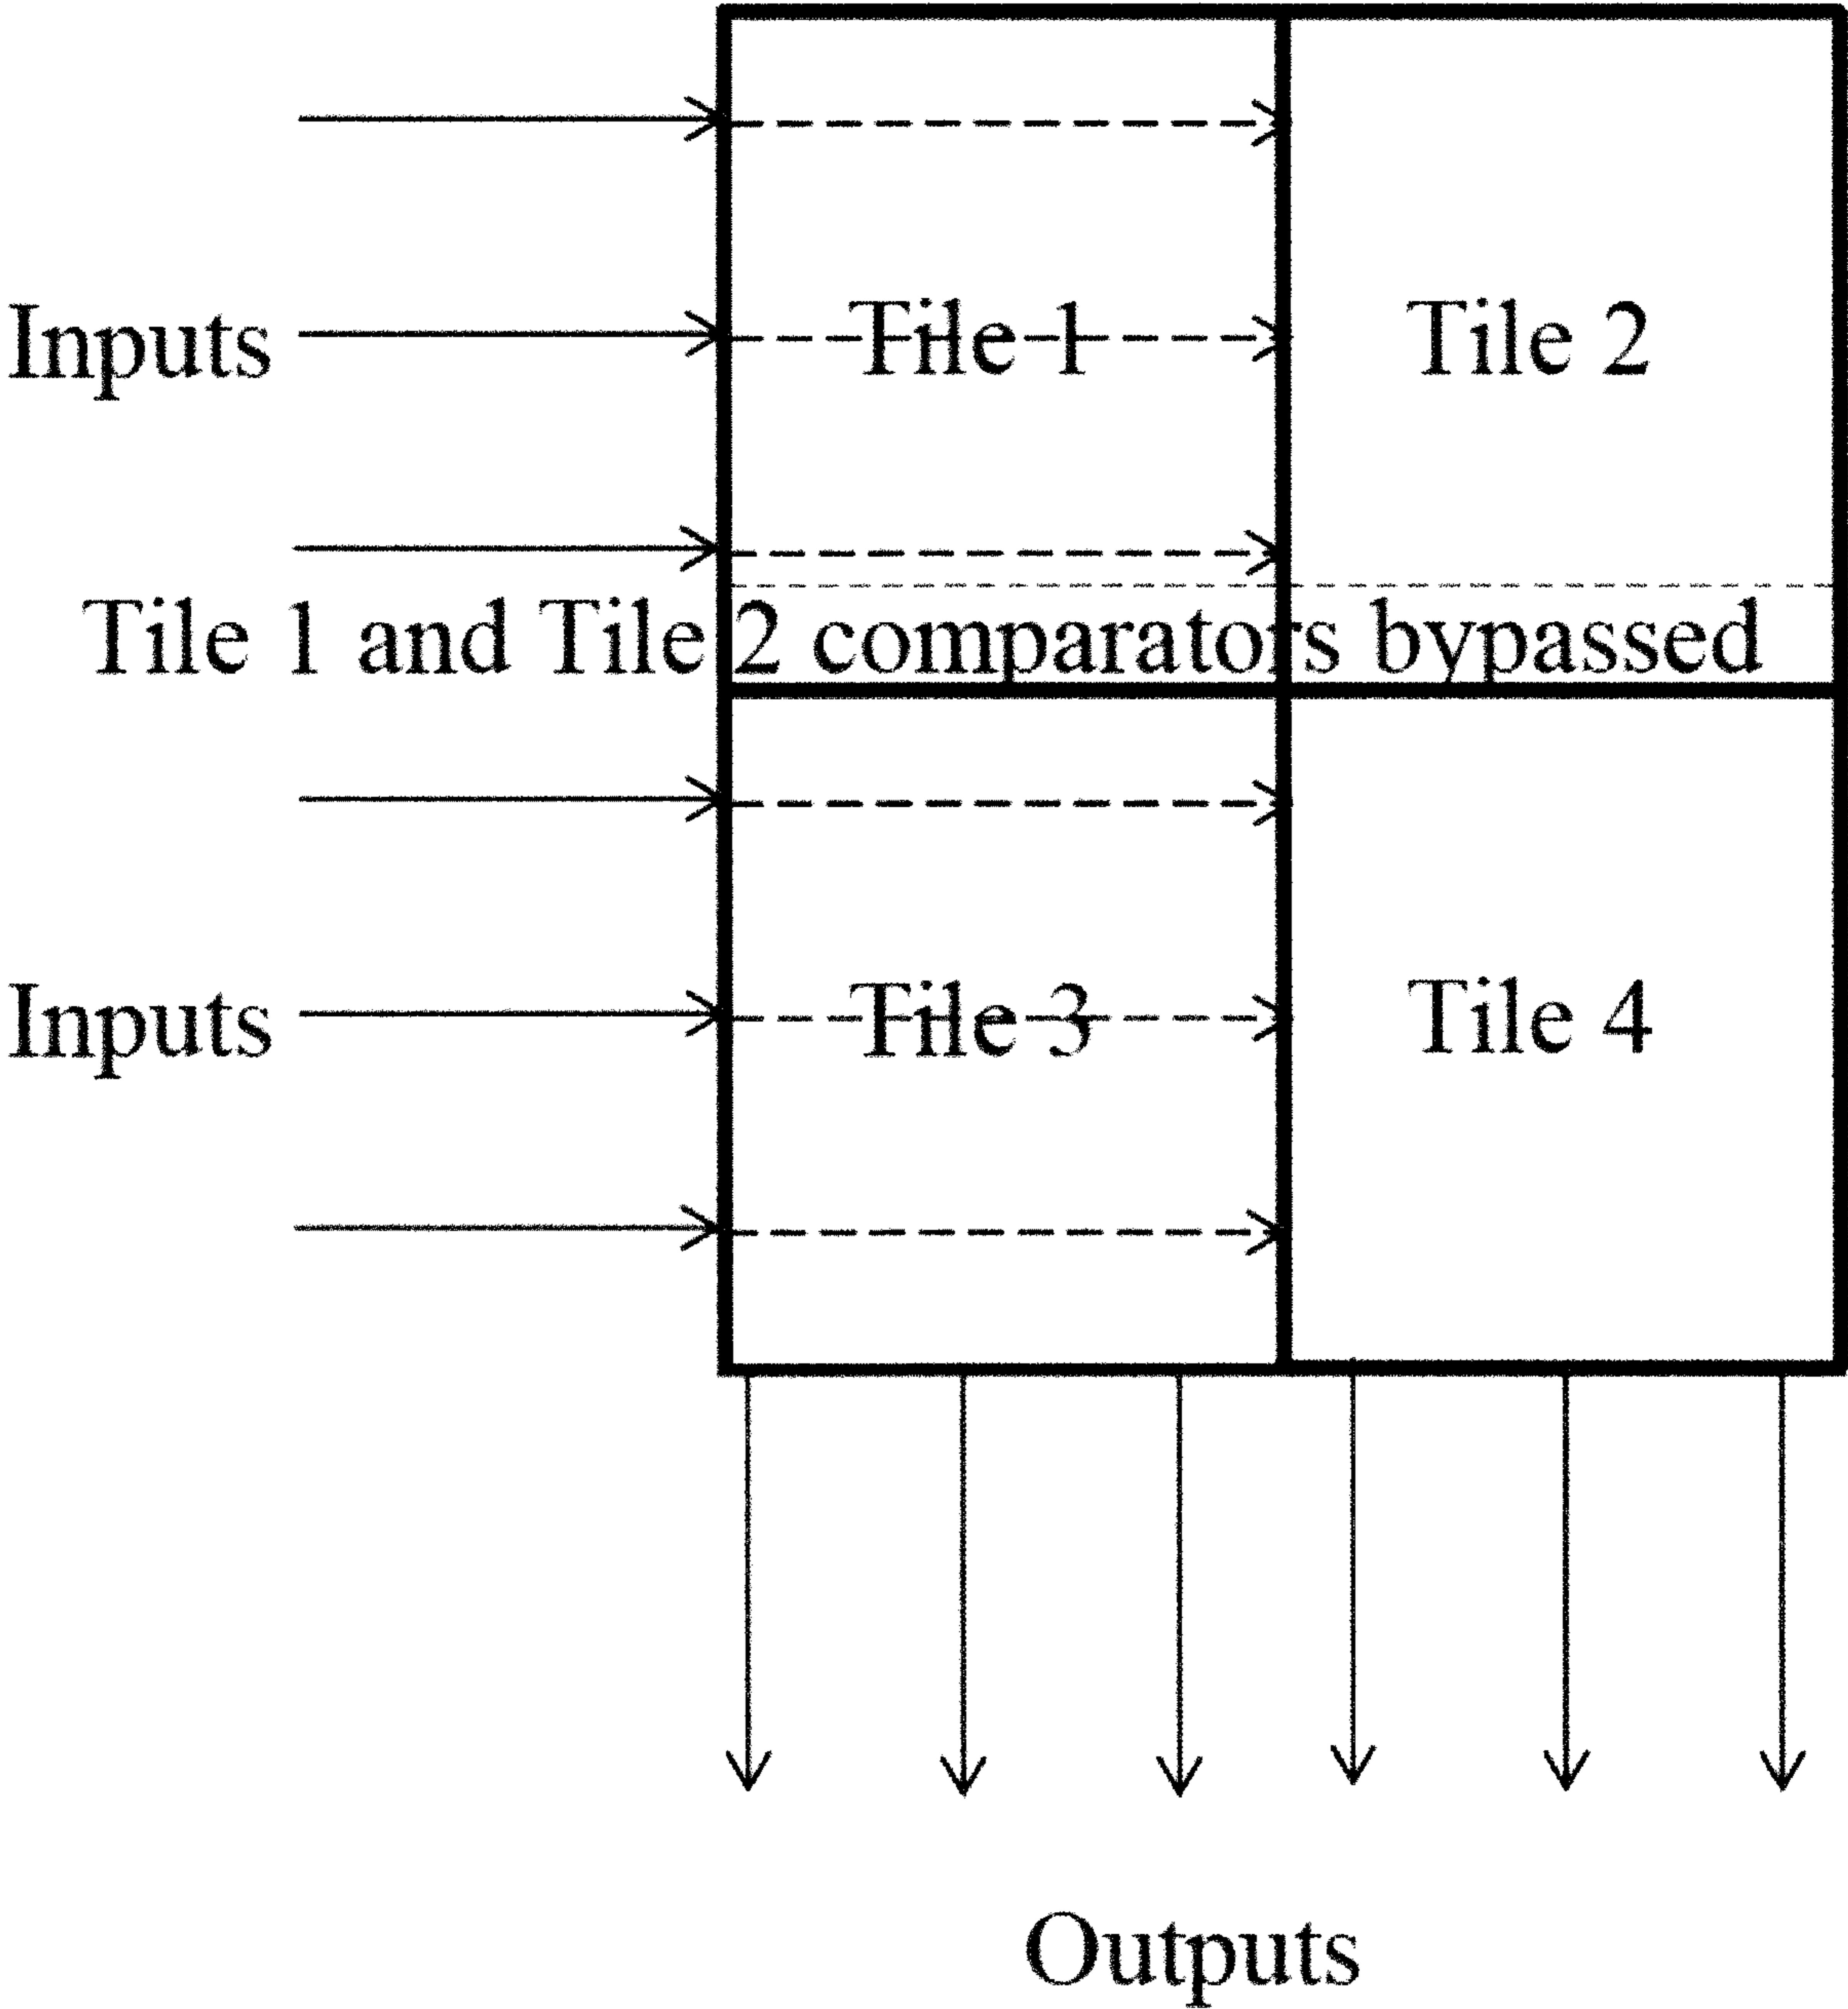 Inputs
Tile 1
Tile 2
Tile 1 and Tile 2 comparators bypassed
Inputs
Tile 3
Tile 4
Outputs